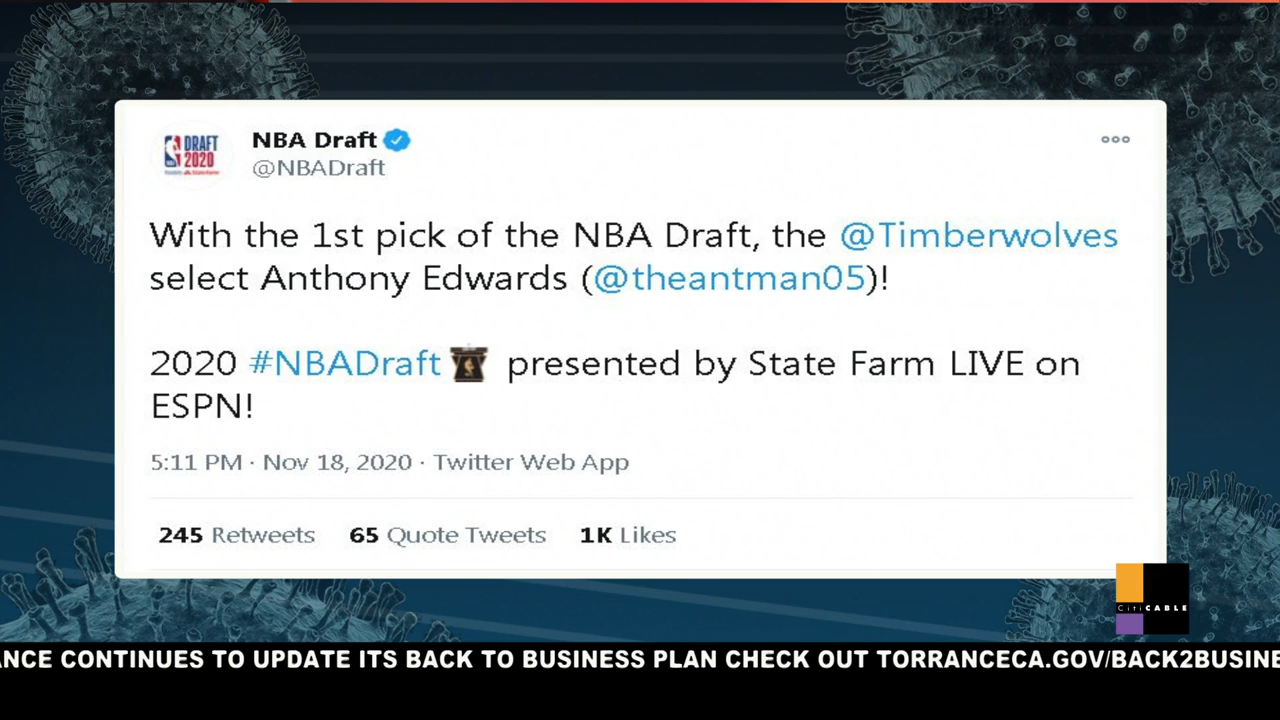 DRAFT
2020
NBA Draft
@NBADraft
With the 1st pick of the NBA Draft, the @Timberwolves
select Anthony Edwards (@theantman05)!
2020 #NBADraft presented by State Farm LIVE on
ESPN!
5:11 PM · Nov 18, 2020 · Twitter Web App
245 Retweets 65 Quote Tweets 1K Likes
CitiCABLE
ANCE CONTINUES TO UPDATE ITS BACK TO BUSINESS PLAN CHECK OUT TORRANCECA.GOV/BACK2BUSINE